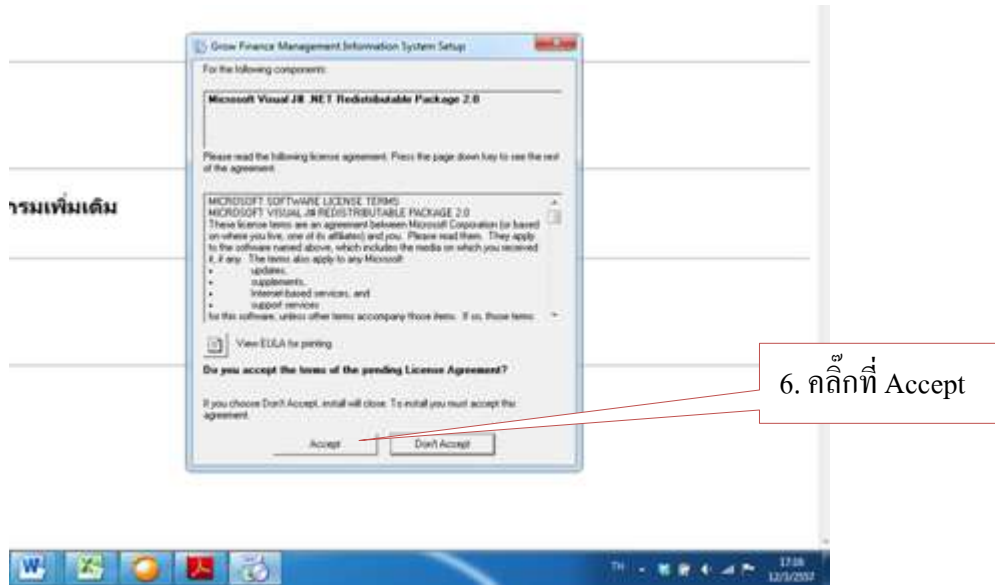 Grow Finance Management Information System Setup
For the following components:
Microsoft Visual J# .NET Redistributable Package 2.0
Please read the following license agreement. Press the page down key to see the rest
of the agreement.
MICROSOFT SOFTWARE LICENSE TERMS
MICROSOFT VISUAL J# REDISTRIBUTABLE PACKAGE 2.0
These license terms are an agreement between Microsoft Corporation (or based
on where you live, one of its affiliates) and you. Please read them. They apply
to the software named above, which includes the media on which you received
it, if any. The terms also apply to any Microsoft
• updates,
• supplements,
• Internet-based services, and
• support services
for this software, unless other terms accompany those items. If so, those terms
กรมเพิ่มเติม
View EULA for printing
Do you accept the terms of the pending License Agreement?
If you choose Don't Accept, install will close. To install you must accept this
agreement.
Accept
Don't Accept
6. คลิ๊กที่ Accept
TH
17:06
12/3/2557